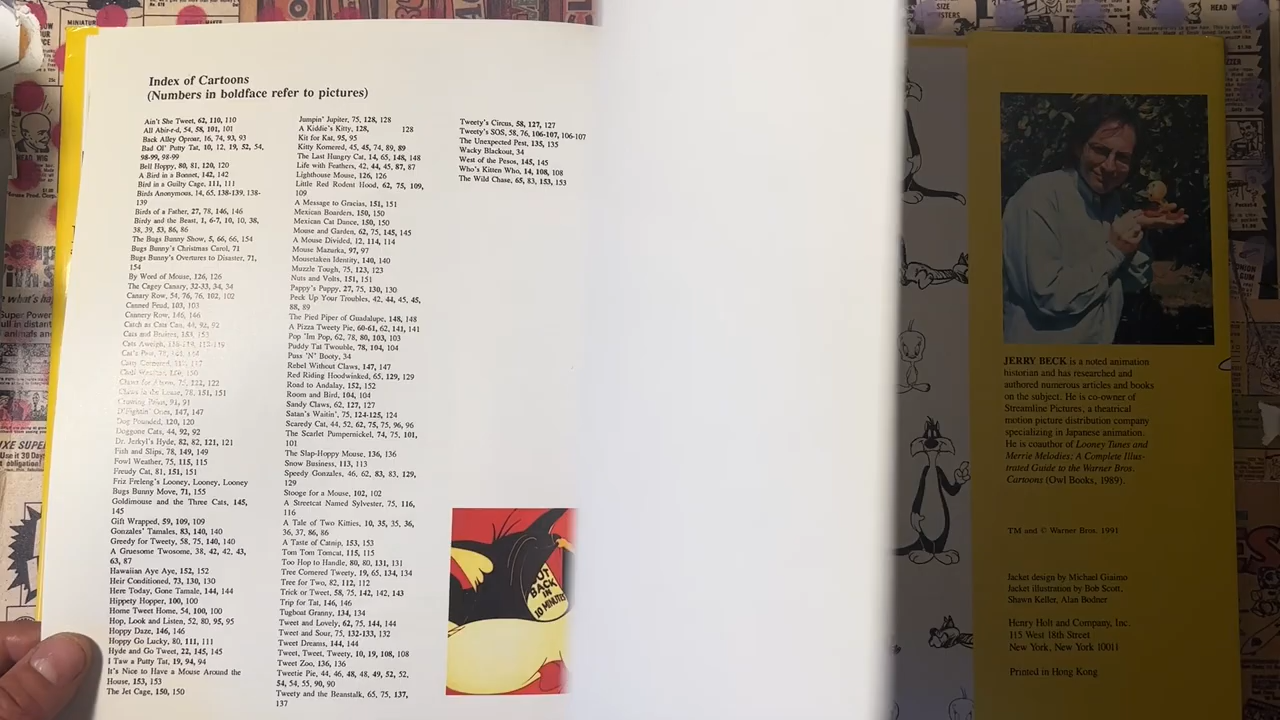 Index of Cartoons
(Numbers in boldface refer to pictures)
Ain't She Tweet, 62, 110, 110
All Abir-r-d, 54, 58, 101, 101
Back Alley Oproar, 16, 74, 93, 93
Bad Ol' Putty Tat, 10, 12, 19, 52, 54,
98-99, 98-99
Bell Hoppy, 80, 81, 120, 120
A Bird in a Bonnet, 142, 142
Bird in a Guilty Cage, 111, 111
Birds Anonymous, 14, 65, 138-139, 138-
139
Birds of a Father, 27, 78, 146, 146
Birdy and the Beast, 1, 6-7, 10, 10, 38,
38, 39, 53, 86, 86
The Bugs Bunny Show, 5, 66, 66, 154
Bugs Bunny's Christmas Carol, 71
Bugs Bunny's Overtures to Disaster, 71,
154
By Word of Mouse, 126, 126
The Cagey Canary, 32-33, 34, 34
Canary Row, 54, 76, 76, 102, 102
Canned Feud, 103, 103
Cannery Row, 146, 146
Catch as Cats Can, 44, 92, 92
Cats and Bruises, 153, 153
Cats Aweigh,
Claws for Alarm, 75, 122, 122
Claws in the Lease, 78, 151, 151
Crowing Pains, 91, 91
D'Fightin' Ones, 147, 147
Dog Pounded, 120, 120
Doggone Cats, 44, 92, 92
Dr. Jerkyl's Hyde, 82, 82, 121, 121
Fish and Slips, 78, 149, 149
Fowl Weather, 75, 115, 115
Freudy Cat, 81, 151, 151
Friz Freleng's Looney, Looney, Looney
Bugs Bunny Move, 71, 155
Goldimouse and the Three Cats, 145,
145
Gift Wrapped, 59, 109, 109
Gonzales' Tamales, 83, 140, 140
Greedy for Tweety, 58, 75, 140, 140
A Gruesome Twosome, 38, 42, 42, 43,
63, 87
Hawaiian Aye Aye, 152, 152
Heir Conditioned, 73, 130, 130
Here Today, Gone Tamale, 144, 144
Hippety Hopper, 100, 100
Home Tweet Home, 54, 100, 100
Hop, Look and Listen, 52, 80, 95, 95
Hoppy Daze, 146, 146
Hoppy Go Lucky, 80, 111, 111
Hyde and Go Tweet, 22, 145, 145
I Taw a Putty Tat, 19, 94, 94
It's Nice to Have a Mouse Around the
House, 153, 153
The Jet Cage, 150, 150
Jumpin' Jupiter, 75, 128, 128
A Kiddie's Kitty, 128, 128
Kit for Kat, 95, 95
Kitty Kornered, 45, 45, 74, 89, 89
The Last Hungry Cat, 14, 65, 148, 148
Life with Feathers, 42, 44, 45, 87, 87
Lighthouse Mouse, 126, 126
Little Red Rodent Hood, 62, 75, 109,
109
A Message to Gracias, 151, 151
Mexican Boarders, 150, 150
Mexican Cat Dance, 150, 150
Mouse and Garden, 62, 75, 145, 145
A Mouse Divided, 12, 114, 114
Mouse Mazurka, 97, 97
Mousetaken Identity, 140, 140
Muzzle Tough, 75, 123, 123
Nuts and Volts, 151, 151
Pappy's Puppy, 27, 75, 130, 130
Peck Up Your Troubles, 42, 44, 45, 45,
88, 89
The Pied Piper of Guadalupe, 148, 148
A Pizza Tweety Pie, 60-61, 62, 141, 141
Pop 'Im Pop, 62, 78, 80, 103, 103
Puddy Tat Twouble, 78, 104, 104
Puss 'N' Booty, 34
Rebel Without Claws, 147, 147
Red Riding Hoodwinked, 65, 129, 129
Road to Andalay, 152, 152
Room and Bird, 104, 104
Sandy Claws, 62, 127, 127
Satan's Waitin', 75, 124-125, 124
Scaredy Cat, 44, 52, 62, 75, 75, 96, 96
The Scarlet Pumpernickel, 74, 75, 101,
101
The Slap-Hoppy Mouse, 136, 136
Snow Business, 113, 113
Speedy Gonzales, 46, 62, 83, 83, 129,
129
Stooge for a Mouse, 102, 102
A Streetcat Named Sylvester, 75, 116,
116
A Tale of Two Kitties, 10, 35, 35, 36,
36, 37, 86, 86
A Taste of Catnip, 153, 153
Tom Tom Tomcat, 115, 115
Too Hop to Handle, 80, 80, 131, 131
Tree Cornered Tweety, 19, 65, 134, 134
Tree for Two, 82, 112, 112
Trick or Tweet, 58, 75, 142, 142, 143
Trip for Tat, 146, 146
Tugboat Granny, 134, 134
Tweet and Lovely, 62, 75, 144, 144
Tweet and Sour, 75, 132-133, 132
Tweet Dreams, 144, 144
Tweet, Tweet, Tweety, 10, 19, 108, 108
Tweet Zoo, 136, 136
Tweetie Pie, 44, 46, 48, 48, 49, 52, 52,
54, 54, 55, 90, 90
Tweety and the Beanstalk, 65, 75, 137,
137
Tweety's Circus, 58, 127, 127
Tweety's SOS, 58, 76, 106-107, 106-107
The Unexpected Pest, 135, 135
Wacky Blackout, 34
West of the Pesos, 145, 145
Who's Kitten Who, 14, 108, 108
The Wild Chase, 65, 83, 153, 153
BACK
IN
10 MINUTES
JERRY BECK is a noted animation
historian and has researched and
authored numerous articles and books
on the subject. He is co-owner of
Streamline Pictures, a theatrical
motion picture distribution company
specializing in Japanese animation.
He is coauthor of Looney Tunes and
Merrie Melodies: A Complete Illus-
trated Guide to the Warner Bros.
Cartoons (Owl Books, 1989).
TM and © Warner Bros. 1991
Jacket design by Michael Giaimo
Jacket illustration by Bob Scott,
Shawn Keller, Alan Bodner
Henry Holt and Company, Inc.
115 West 18th Street
New York, New York 10011
Printed in Hong Kong